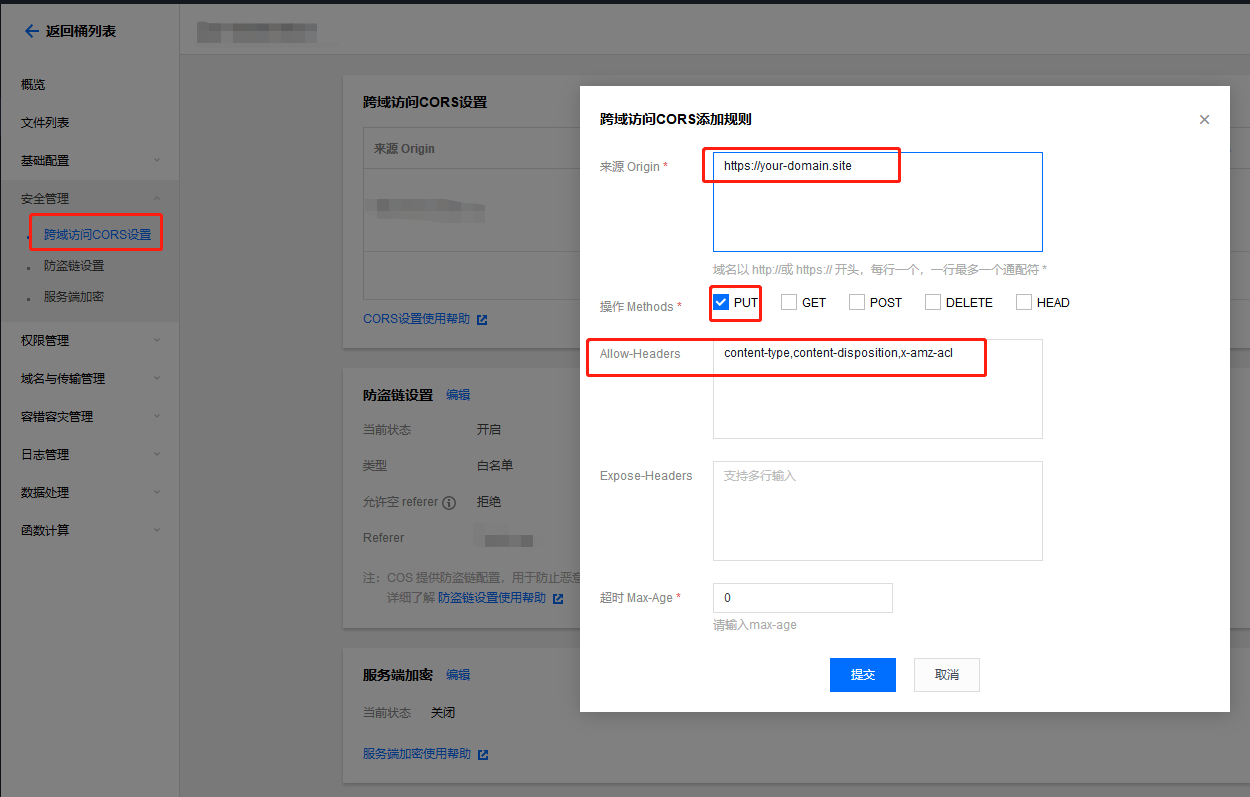 返回桶列表
概览
文件列表
基础配置
安全管理
跨域访问CORS设置
防盗链设置
服务端加密
权限管理
域名与传输管理
容错容灾管理
日志管理
数据处理
函数计算
跨域访问CORS设置
来源 Origin
CORS设置使用帮助
防盗链设置 编辑
当前状态 开启
类型 白名单
允许空 referer 拒绝
Referer
注： COS 提供防盗链配置，用于防止恶意
详细了解 防盗链设置使用帮助
服务端加密 编辑
当前状态 关闭
服务端加密使用帮助
跨域访问CORS添加规则
来源 Origin * https://your-domain.site
域名以 http://或 https:// 开头，每行一个，一行最多一个通配符 *
操作 Methods * PUT GET POST DELETE HEAD
Allow-Headers content-type,content-disposition,x-amz-acl
Expose-Headers 支持多行输入
超时 Max-Age * 0
请输入max-age
提交 取消